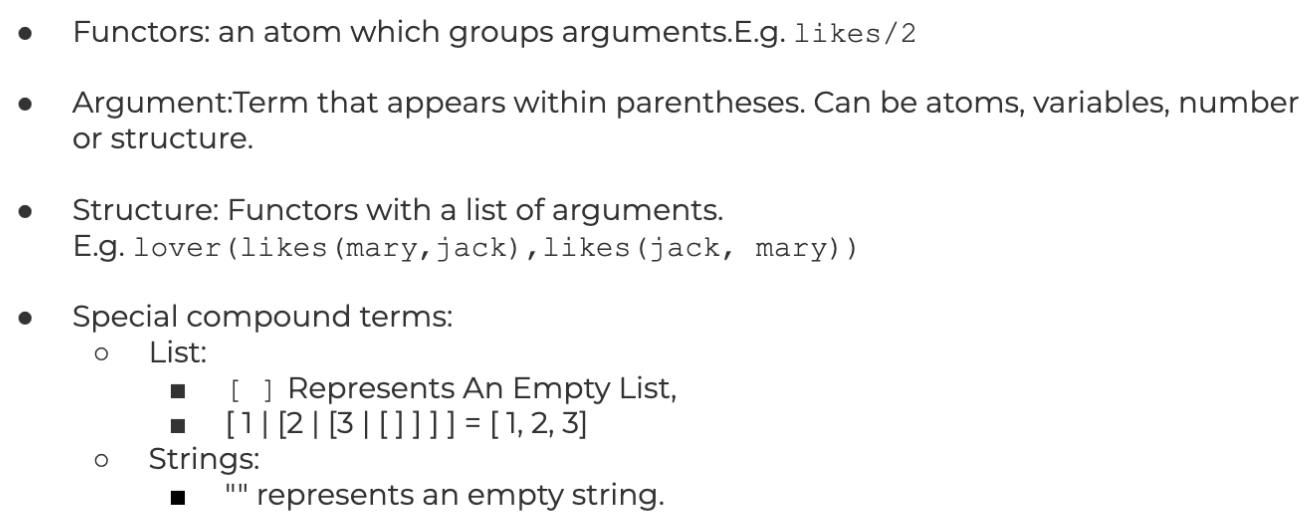 ● Functors: an atom which groups arguments.E.g. likes/2
● Argument:Term that appears within parentheses. Can be atoms, variables, number
or structure.
● Structure: Functors with a list of arguments.
E.g. lover(likes(mary,jack),likes(jack, mary))
● Special compound terms:
○ List:
■ [ ] Represents An Empty List,
■ [1 | [2 | [3 | [] ] ] ] = [1, 2, 3]
○ Strings:
■ "" represents an empty string.